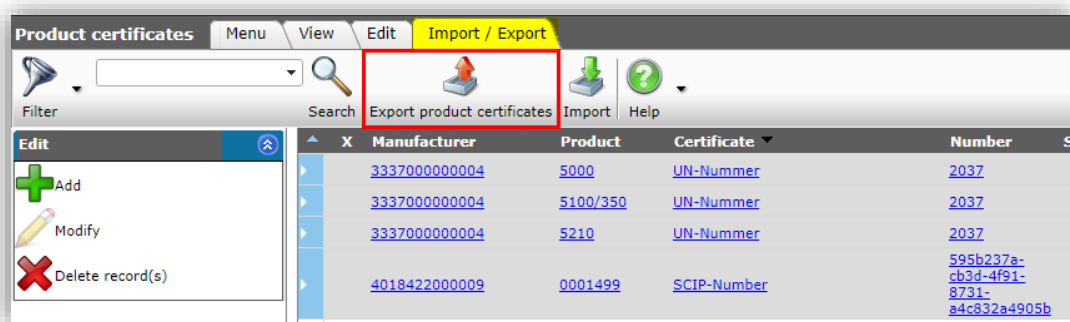 Product certificates Menu View Edit Import / Export
Filter Search Export product certificates Import Help
Edit X Manufacturer Product Certificate Number S
Add 3337000000004 5000 UN-Nummer 2037
3337000000004 5100/350 UN-Nummer 2037
Modify 3337000000004 5210 UN-Nummer 2037
Delete record(s) 4018422000009 0001499 SCIP-Number 595b237a-
cb3d-4f91-
8731-
a4c832a4905b